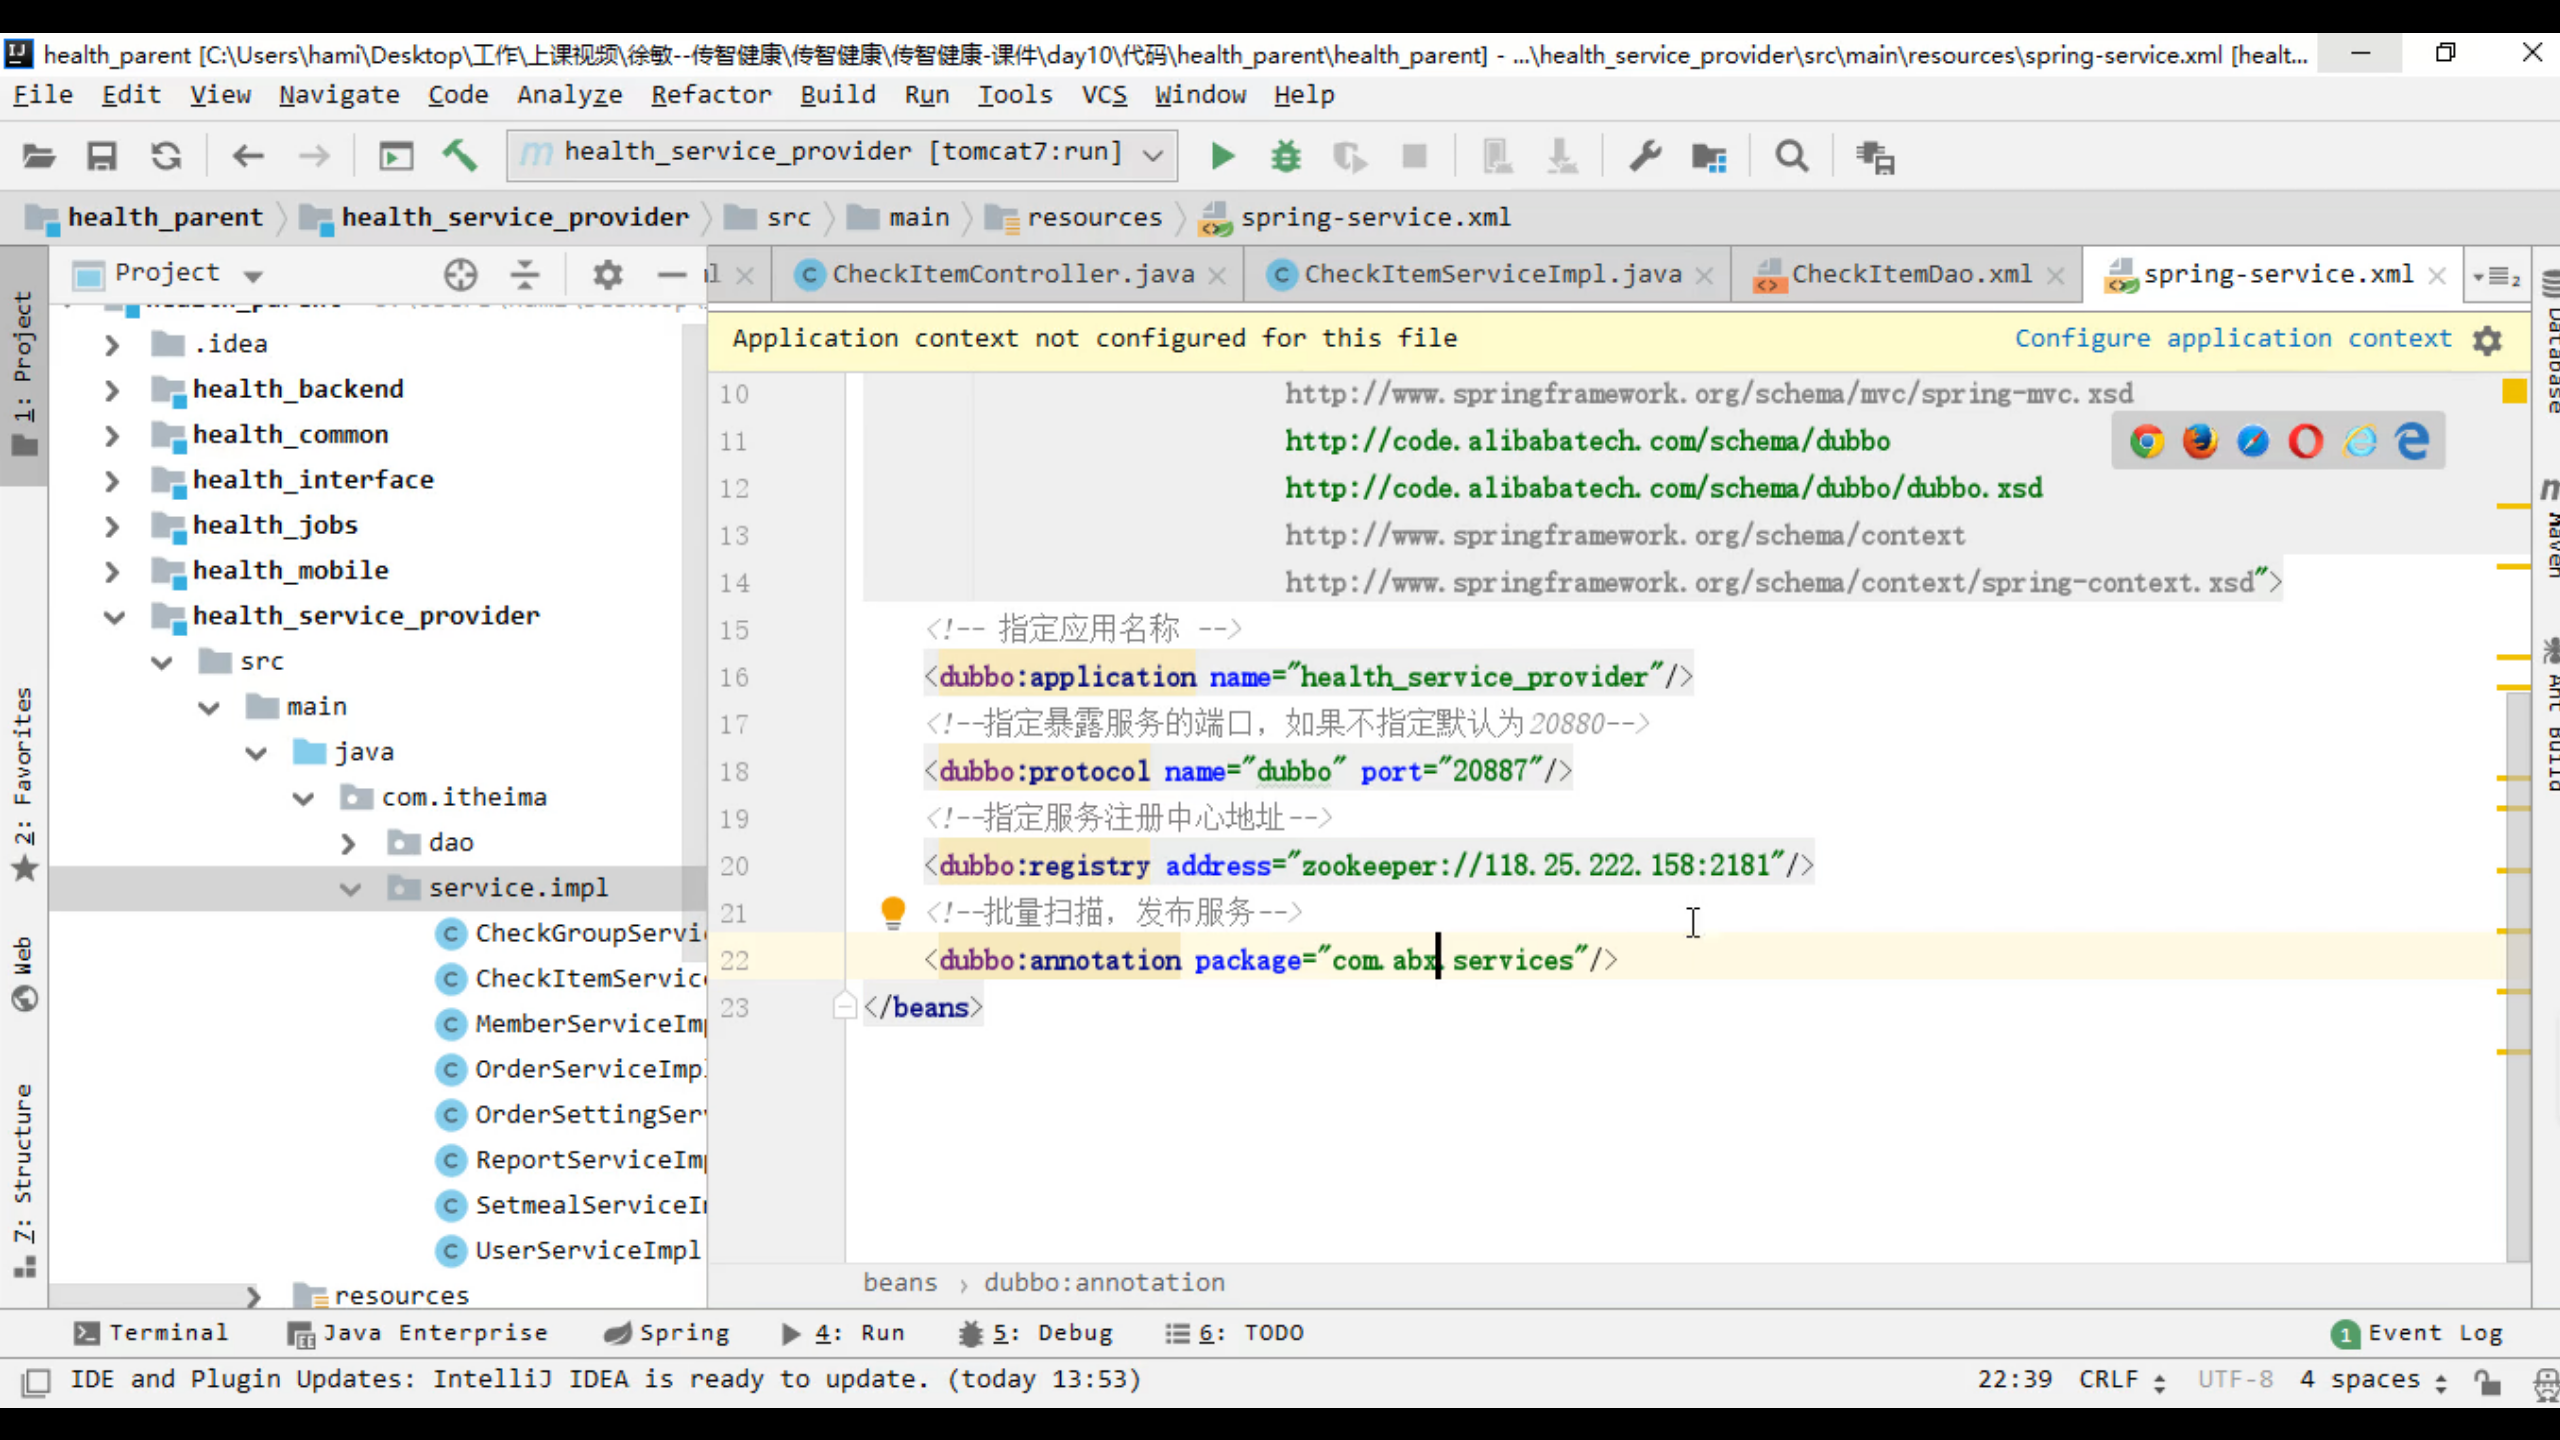 health_parent [C:\Users\hami\Desktop\工作\上课视频\徐敏--传智健康\传智健康\传智健康-课件\day10\代码\health_parent\health_parent] - ...\health_service_provider\src\main\resources\spring-service.xml [healt...
File Edit View Navigate Code Analyze Refactor Build Run Tools VCS Window Help
health_service_provider [tomcat7:run]
health_parent health_service_provider src main resources spring-service.xml
Project
CheckItemController.java CheckItemServiceImpl.java CheckItemDao.xml spring-service.xml
Application context not configured for this file Configure application context
.idea
health_backend
health_common
health_interface
health_jobs
health_mobile
health_service_provider
src
main
java
com.itheima
dao
service.impl
CheckGroupServi
CheckItemServic
MemberServiceIm
OrderServiceImp
OrderSettingSer
ReportServiceIm
SetmealServiceI
UserServiceImpl
resources
10 http://www.springframework.org/schema/mvc/spring-mvc.xsd
11 http://code.alibabatech.com/schema/dubbo
12 http://code.alibabatech.com/schema/dubbo/dubbo.xsd
13 http://www.springframework.org/schema/context
14 http://www.springframework.org/schema/context/spring-context.xsd">
15 <!-- 指定应用名称 -->
16 <dubbo:application name="health_service_provider"/>
17 <!--指定暴露服务的端口，如果不指定默认为20880-->
18 <dubbo:protocol name="dubbo" port="20887"/>
19 <!--指定服务注册中心地址-->
20 <dubbo:registry address="zookeeper://118.25.222.158:2181"/>
21 <!--批量扫描，发布服务-->
22 <dubbo:annotation package="com.abx.services"/>
23 </beans>
beans › dubbo:annotation
1: Project
2: Favorites
Web
7: Structure
Database
Maven
Ant Build
Terminal Java Enterprise Spring 4: Run 5: Debug 6: TODO 1 Event Log
IDE and Plugin Updates: IntelliJ IDEA is ready to update. (today 13:53) 22:39 CRLF UTF-8 4 spaces